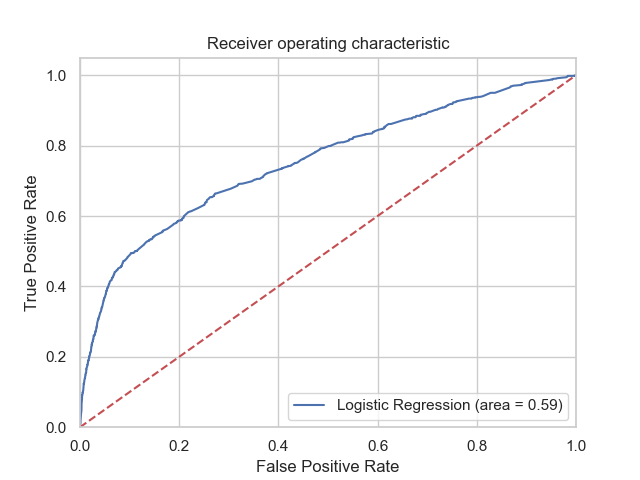 Receiver operating characteristic
True Positive Rate
1.0
0.8
0.6
0.4
0.2
0.0
Logistic Regression (area = 0.59)
0.0 0.2 0.4 0.6 0.8 1.0
False Positive Rate